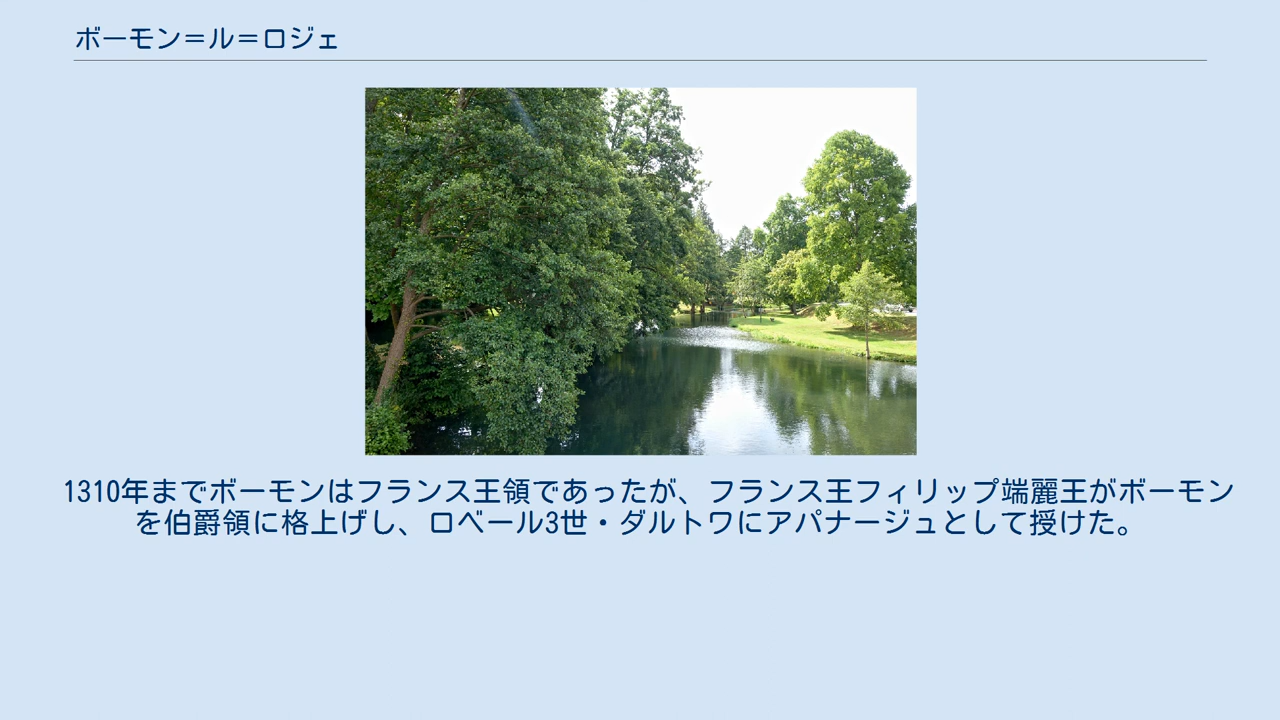 ボーモン＝ル＝ロジェ
1310年までボーモンはフランス王領であったが、フランス王フィリップ端麗王がボーモン
を伯爵領に格上げし、ロベール3世・ダルトワにアパナージュとして授けた。